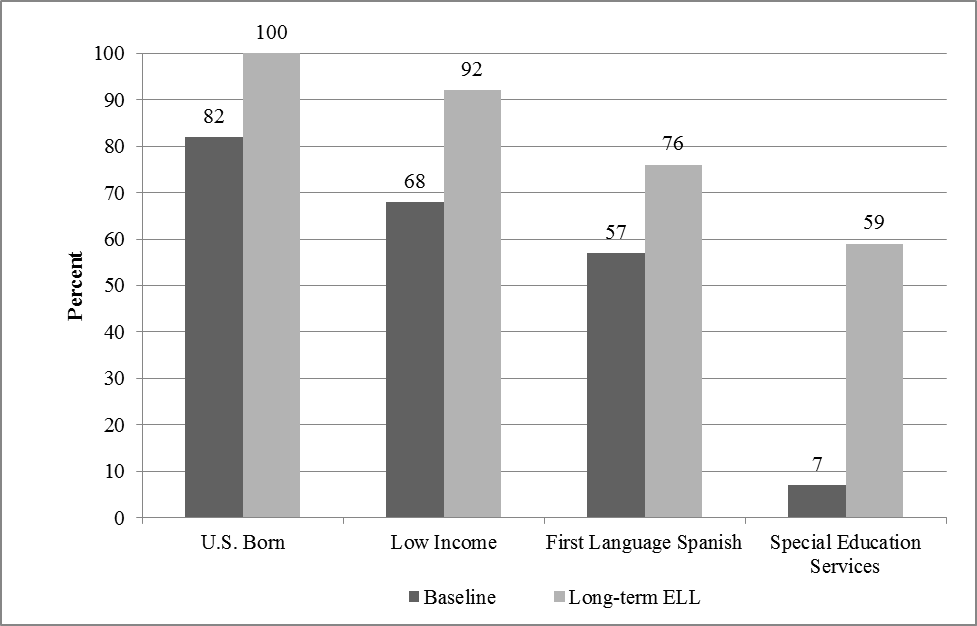 100
92
82
76
68
57
59
7
100
90
80
70
60
50
40
30
20
10
0
Percent
U.S. Born
Low Income
First Language Spanish
Special Education
Services
Baseline
Long-term ELL